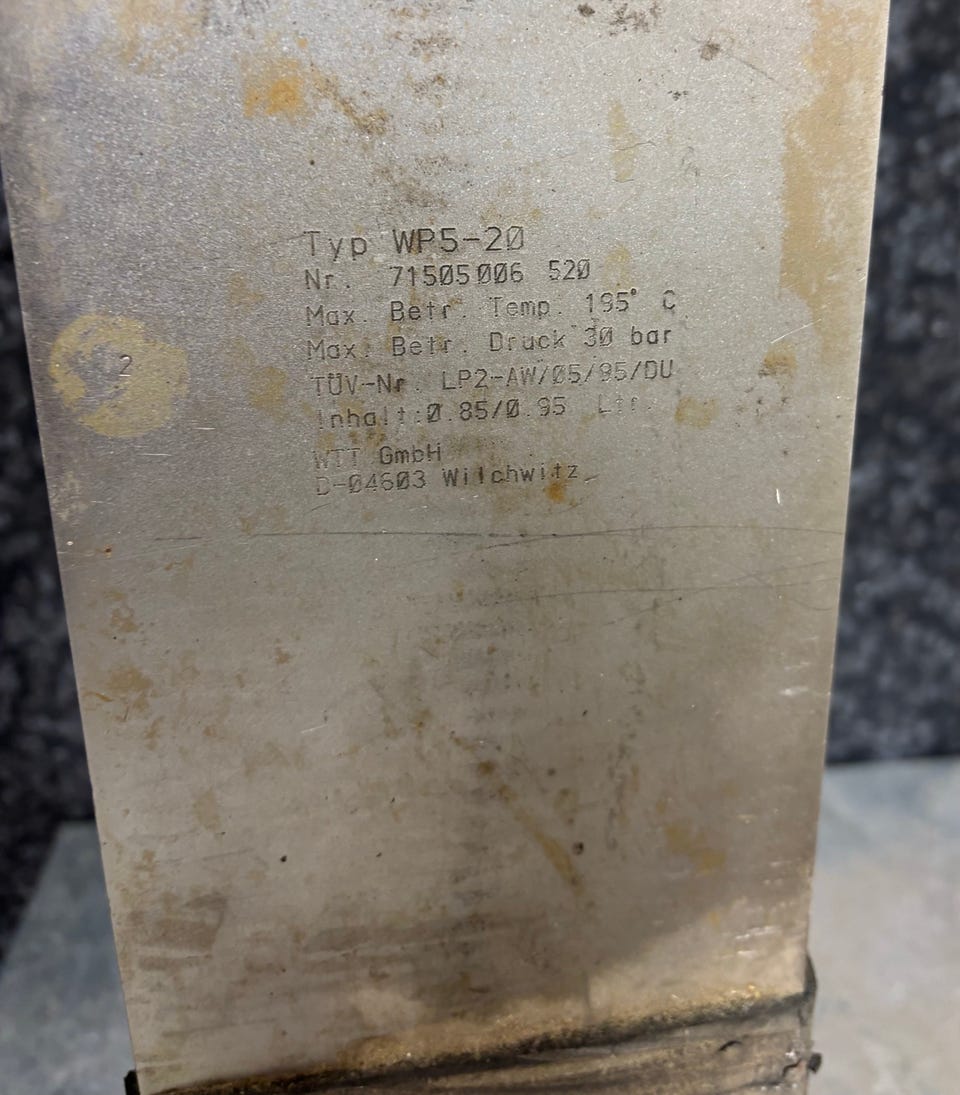 Typ WP5-20
Nr. 71505006 520
Max. Betr. Temp. 195° C
Max. Betr. Druck 30 bar
TÜV-Nr. LP2-AW/05/95/DU
Inhalt:0.85/0.95 Ltr.
WTT GmbH
D-04603 Wilchwitz
2